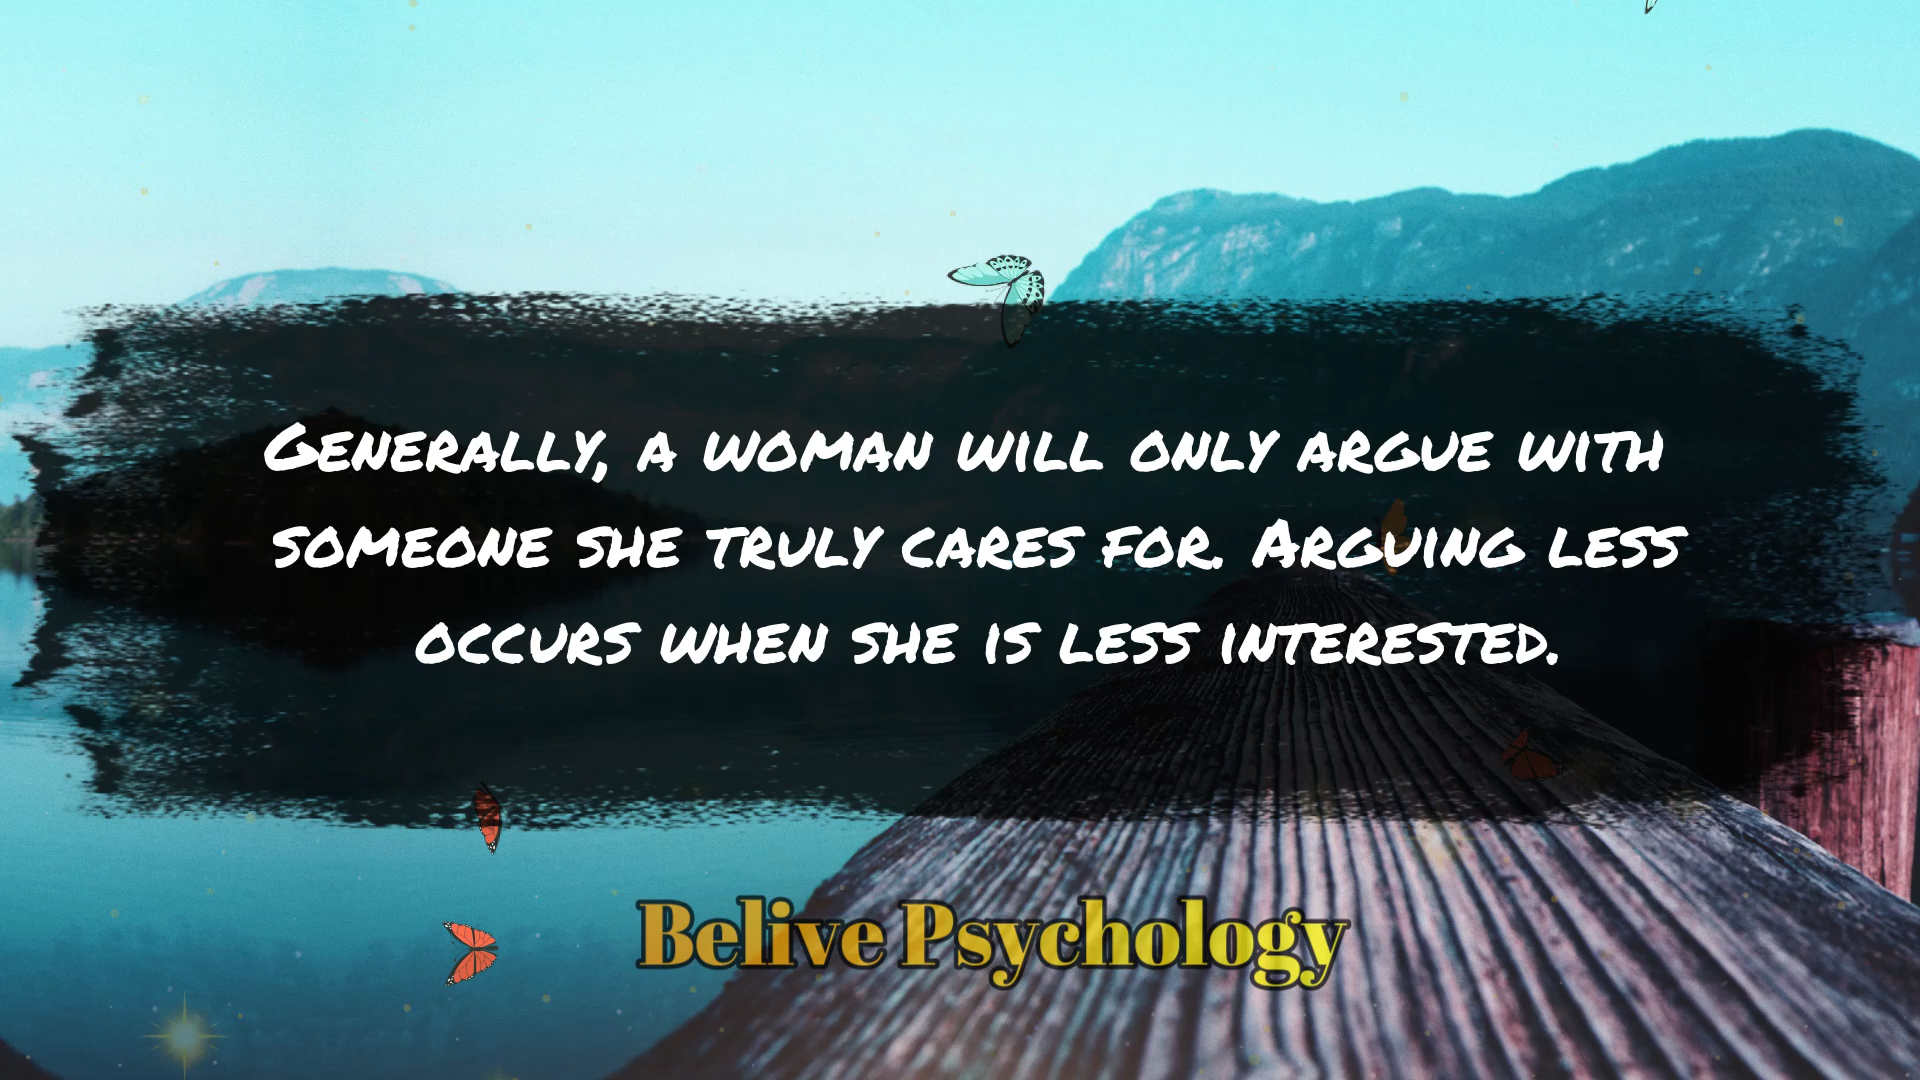 Generally, a woman will only argue with
someone she truly cares for. Arguing less
occurs when she is less interested.
Belive Psychology